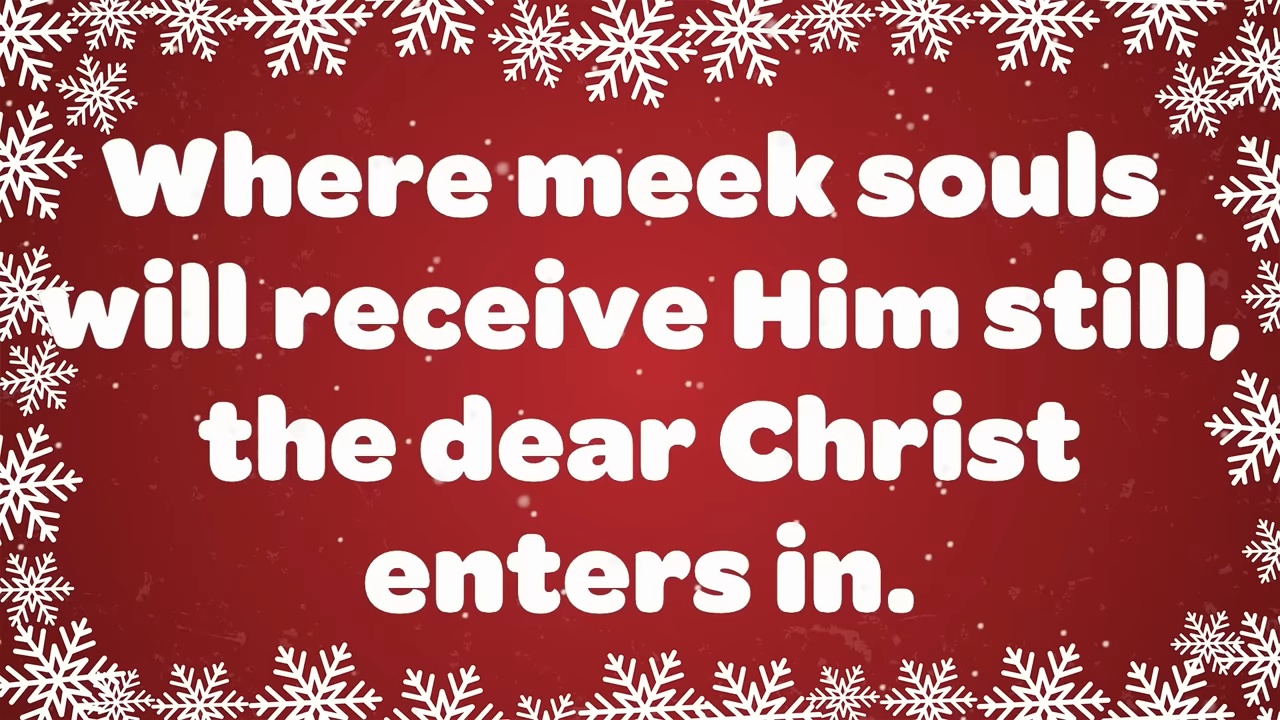 Where meek souls
will receive Him still,
the dear Christ
enters in.